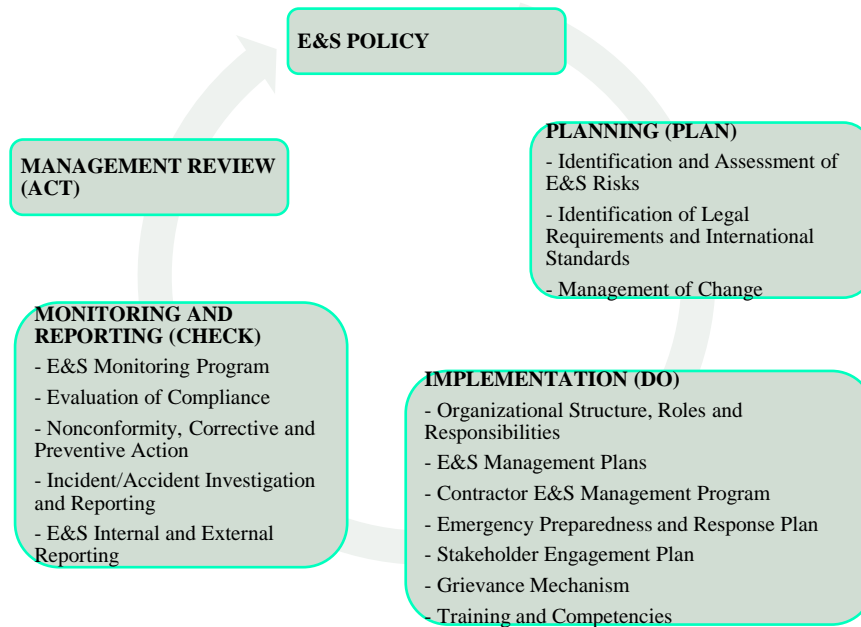 E&S POLICY
PLANNING (PLAN)
- Identification and Assessment of
E&S Risks
- Identification of Legal
Requirements and International
Standards
- Management of Change
IMPLEMENTATION (DO)
- Organizational Structure, Roles and
Responsibilities
- E&S Management Plans
- Contractor E&S Management Program
- Emergency Preparedness and Response Plan
- Stakeholder Engagement Plan
- Grievance Mechanism
- Training and Competencies
MONITORING AND
REPORTING (CHECK)
- E&S Monitoring Program
- Evaluation of Compliance
- Nonconformity, Corrective and
Preventive Action
- Incident/Accident Investigation
and Reporting
- E&S Internal and External
Reporting
MANAGEMENT REVIEW
(ACT)